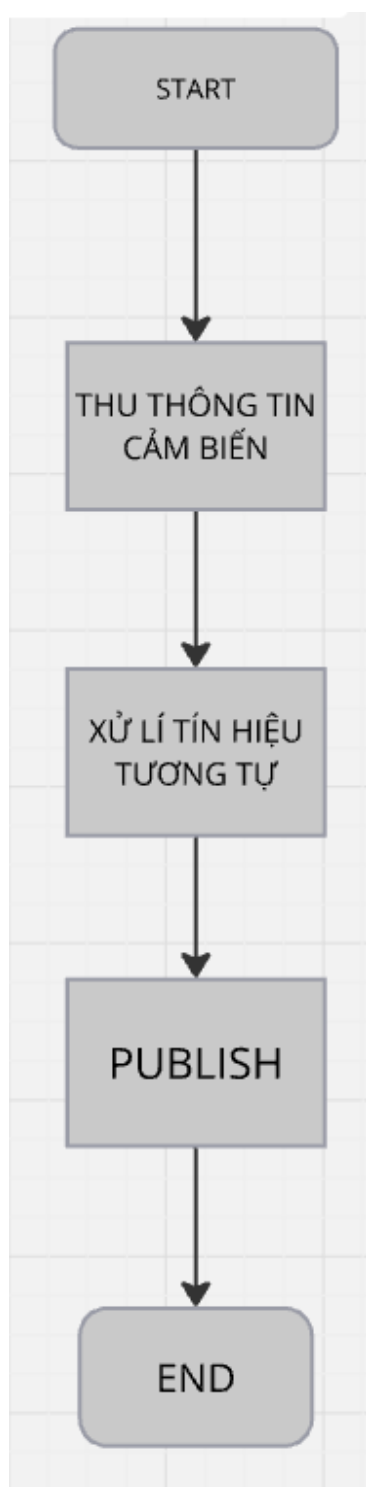 START
THU THÔNG TIN
CẢM BIẾN
XỬ LÍ TÍN HIỆU
TƯƠNG TỰ
PUBLISH
END